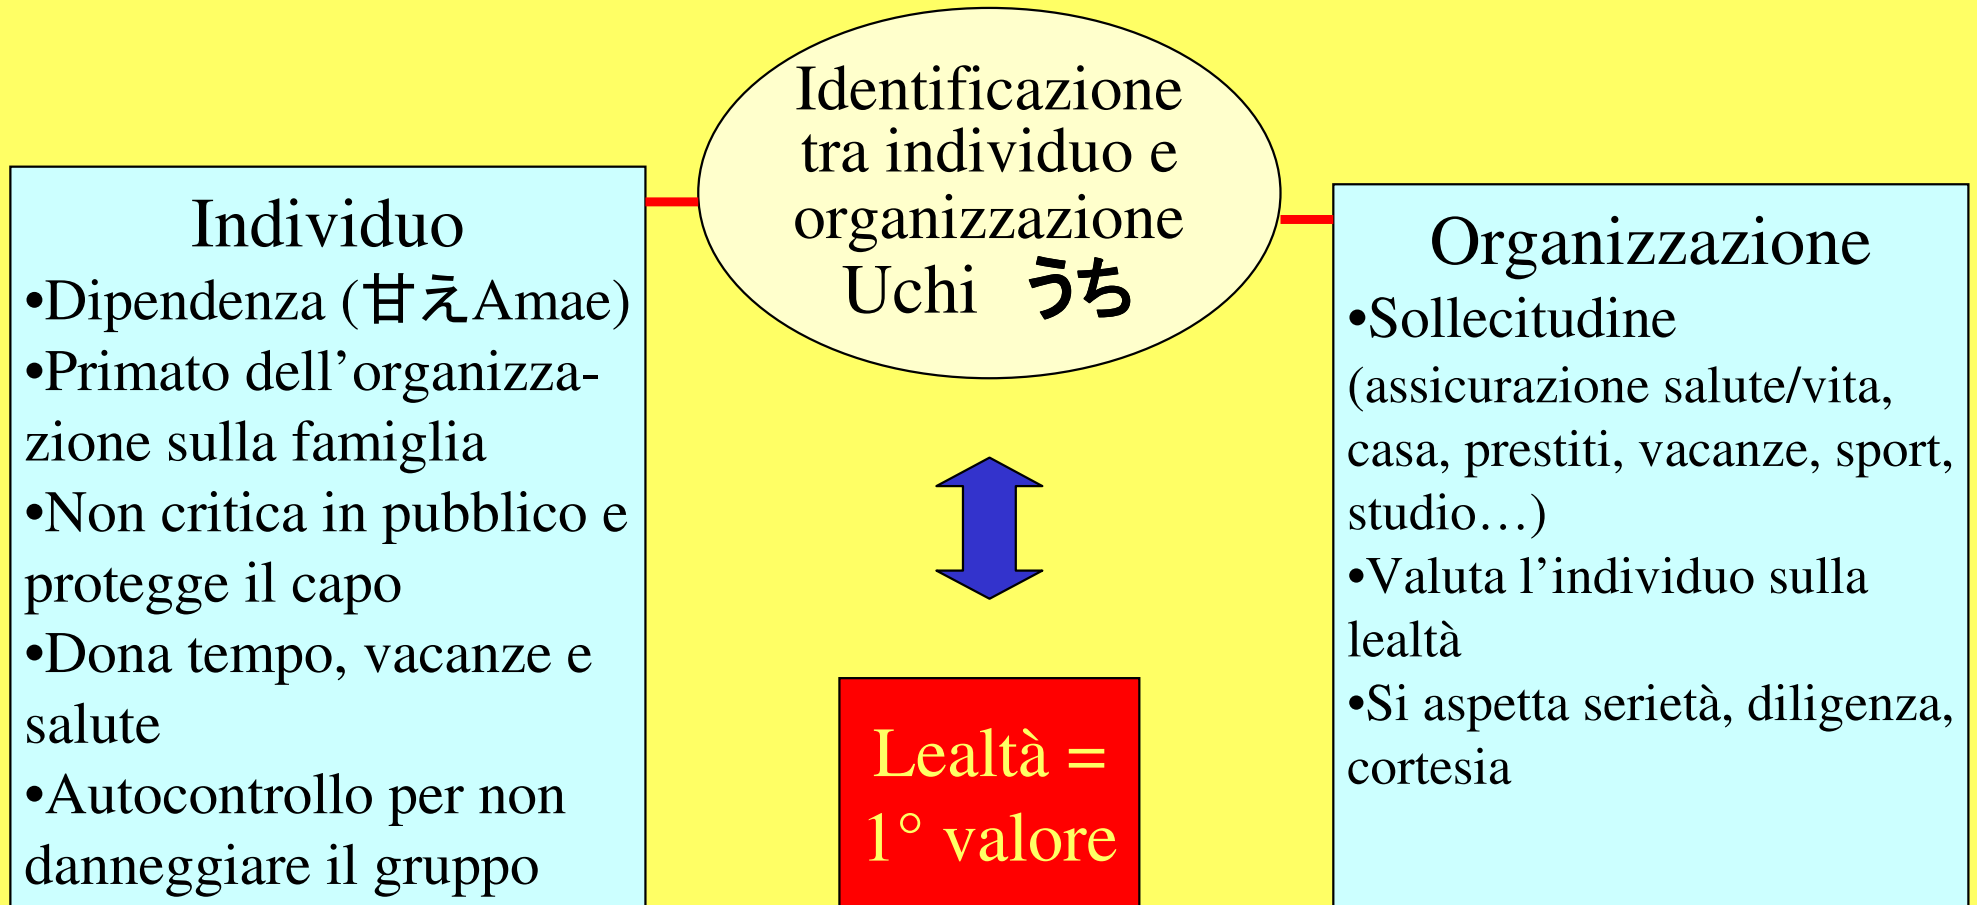 Identificazione
tra individuo e
organizzazione
Uchi うち
Individuo
•Dipendenza (甘えAmae)
•Primato dell’organizza-
zione sulla famiglia
•Non critica in pubblico e
protegge il capo
•Dona tempo, vacanze e
salute
•Autocontrollo per non
danneggiare il gruppo
Lealtà =
1° valore
Organizzazione
•Sollecitudine
(assicurazione salute/vita,
casa, prestiti, vacanze, sport,
studio…)
•Valuta l’individuo sulla
lealtà
•Si aspetta serietà, diligenza,
cortesia